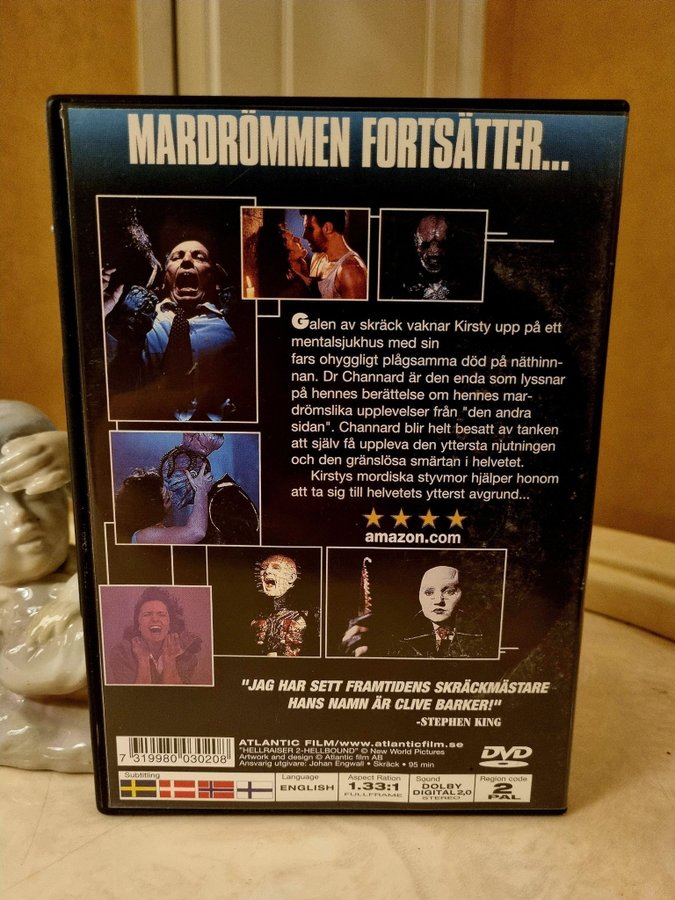 MARDRÖMMEN FORTSÄTTER...
Galen av skräck vaknar Kirsty upp på ett
mentalsjukhus med sin
fars ohyggligt plågsamma död på näthinn-
nan. Dr Channard är den enda som lyssnar
på hennes berättelse om hennes mar-
drömslika upplevelser från "den andra
sidan". Channard blir helt besatt av tanken
att själv få uppleva den yttersta njutningen
och den gränslösa smärtan i helvetet.
Kirstys mordiska styvmor hjälper honom
att ta sig till helvetets ytterst avgrund...
amazon.com
"JAG HAR SETT FRAMTIDENS SKRÄCKMÄSTARE
HANS NAMN ÄR CLIVE BARKER!"
-STEPHEN KING
7 319980 030208
ATLANTIC FILM/www.atlanticfilm.se
"HELLRAISER 2-HELLBOUND" © New World Pictures
Artwork and design © Atlantic film AB
Ansvarig utgivare: Johan Engwall • Skräck • 95 min
DVD
VIDEO
Subtitling
Language
ENGLISH
Aspect Ration
1.33:1
FULLFRAME
Sound
DOLBY
DIGITAL 2,0
STEREO
Region code
2
PAL